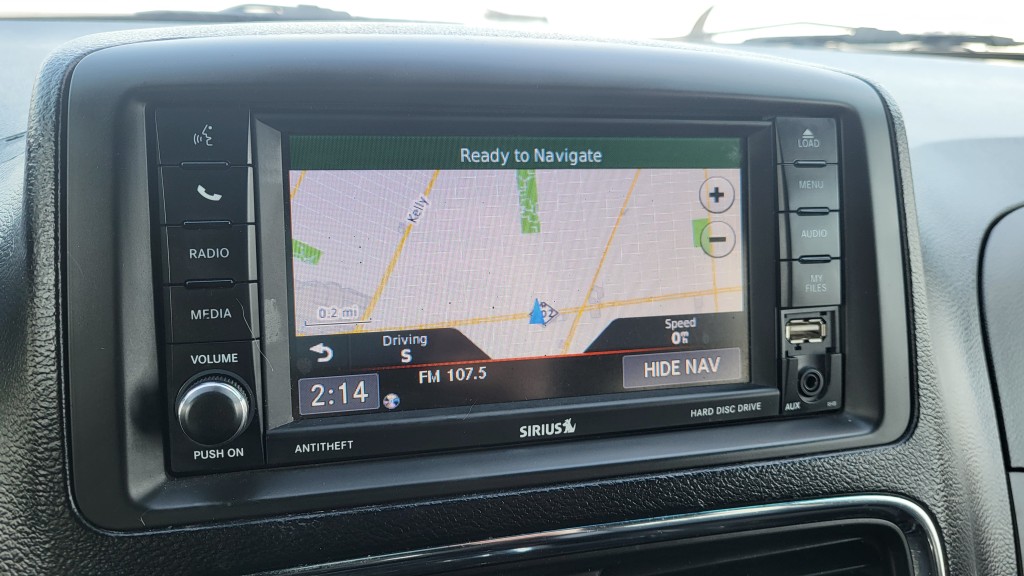 RADIO
MEDIA
VOLUME
PUSH ON
Ready to Navigate
Kelly
0.2 mi
Driving
S
Speed
0
2:14
FM 107.5
HIDE NAV
ANTITHEFT
SIRIUS
HARD DISC DRIVE
LOAD
MENU
AUDIO
MY
FILES
AUX